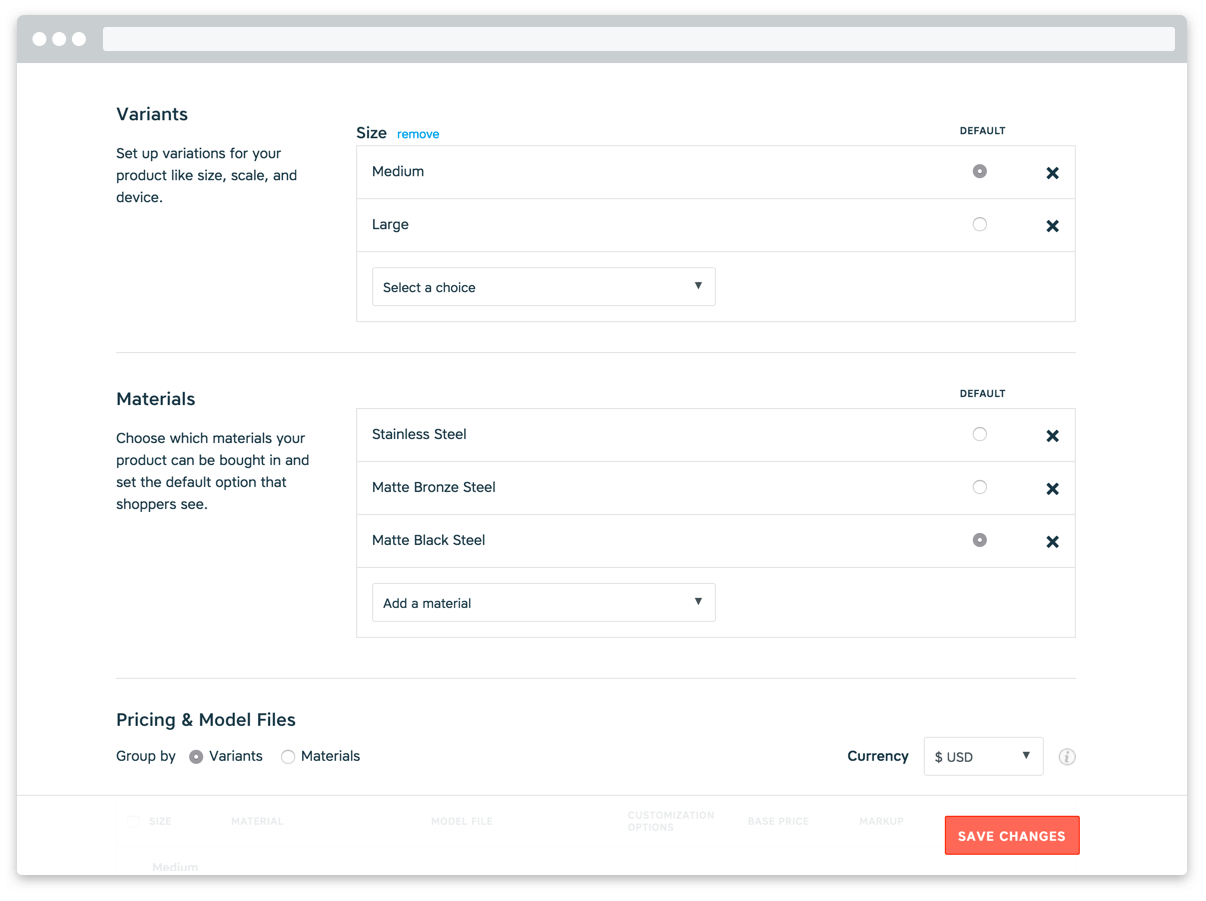 Variants
Set up variations for your
product like size, scale, and
device.
Size remove
DEFAULT
Medium
Large
Select a choice
Materials
Choose which materials your
product can be bought in and
set the default option that
shoppers see.
DEFAULT
Stainless Steel
Matte Bronze Steel
Matte Black Steel
Add a material
Pricing & Model Files
Group by Variants Materials
Currency $ USD
SIZE MATERIAL MODEL FILE CUSTOMIZATION
OPTIONS BASE PRICE MARKUP
SAVE CHANGES
Medium